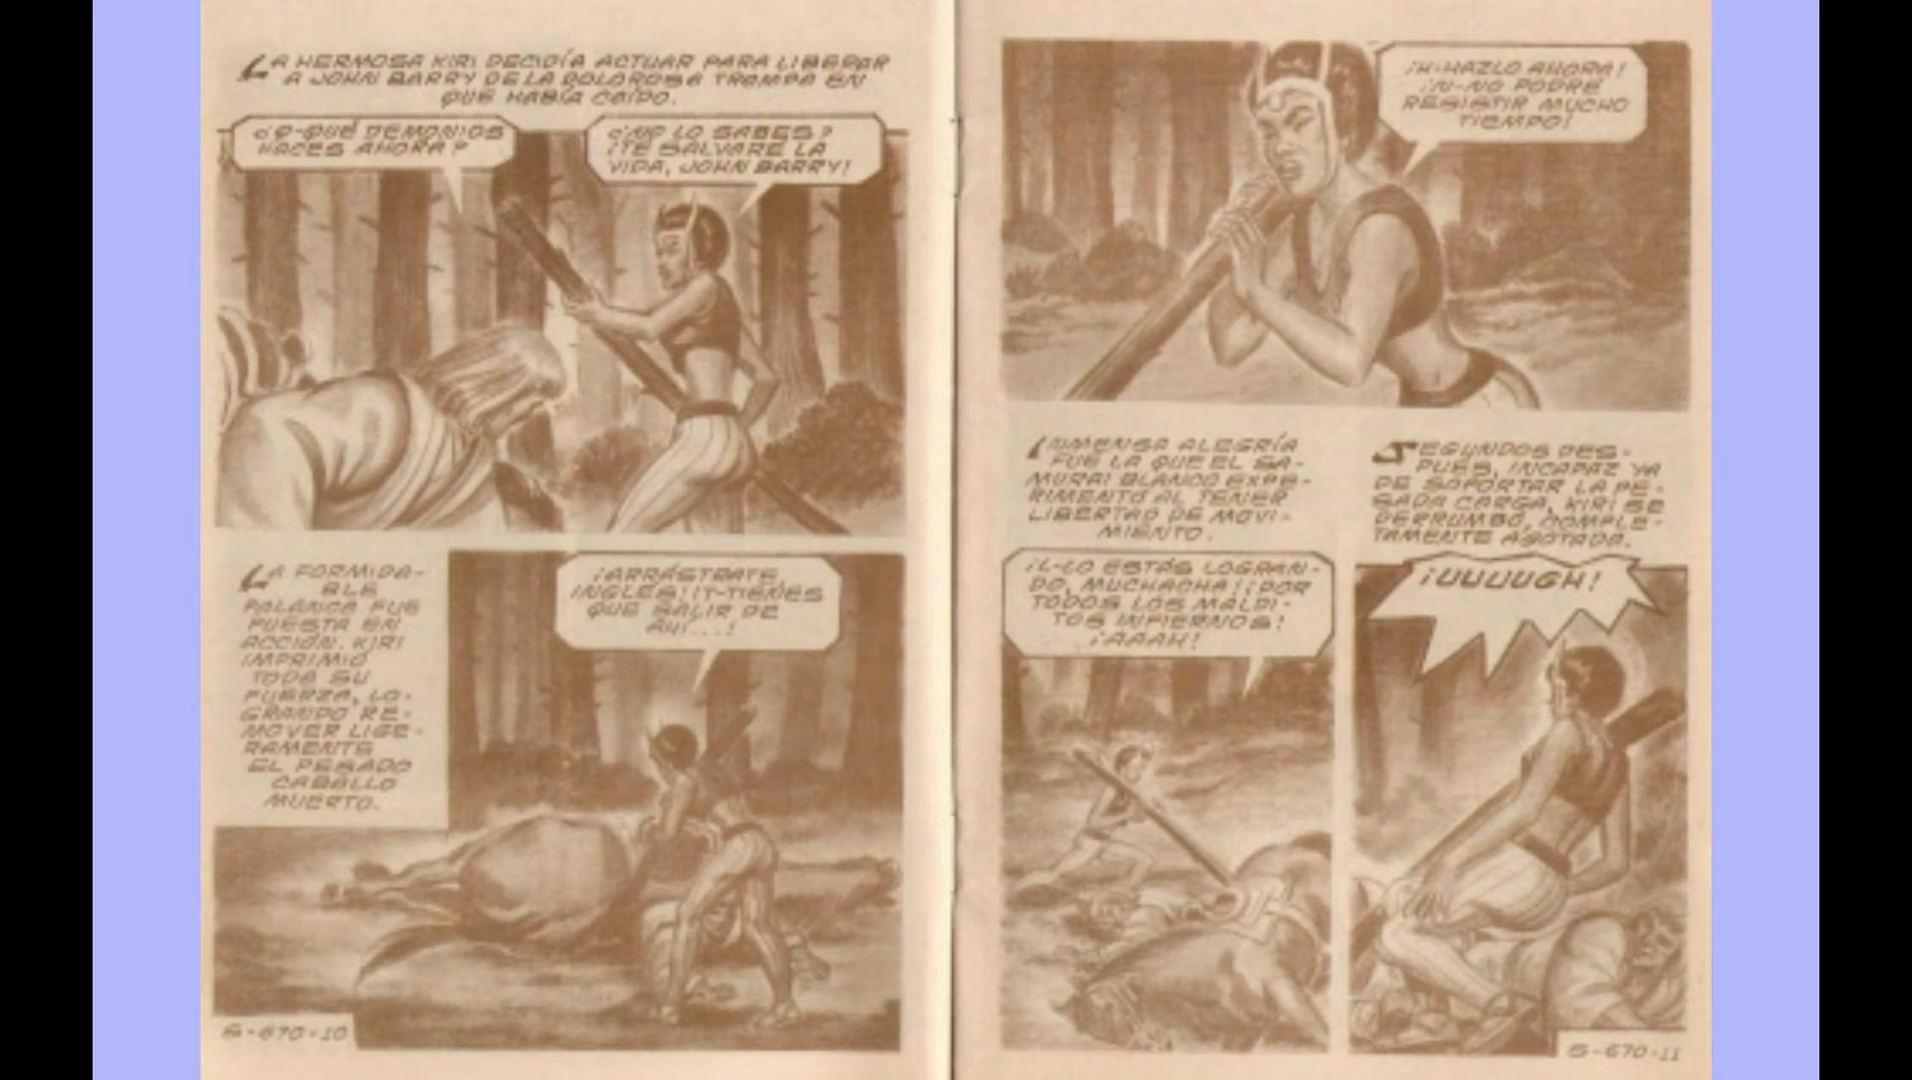 LA HERMOSA KIRI DECIDÍA ACTUAR PARA LIBERAR
A JOHN BARRY DE LA DOLOROSA TRAMPA EN
QUE HABÍA CAÍDO.
¿Q-QUÉ DEMONIOS
HACES AHORA?
¿NO LO SABES?
¡TE SALVARÉ LA
VIDA, JOHN BARRY!
LA FORMIDA-
BLE
PALANCA FUE
PUESTA EN
ACCIÓN. KIRI
IMPRIMIÓ
TODA SU
FUERZA, LO-
GRANDO RE-
MOVER LIGE-
RAMENTE
EL PESADO
CABALLO
MUERTO.
¡ARRÁSTRATE,
INGLÉS! ¡T-TIENES
QUE SALIR DE
AHÍ...!
S-670-10
¡H-HAZLO AHORA!
¡N-NO PODRÉ
RESISTIR MUCHO
TIEMPO!
INMENSA ALEGRÍA
FUE LA QUE EL SA-
MURAI BLANCO EXPE-
RIMENTÓ AL TENER
LIBERTAD DE MOVI-
MIENTO.
¡L-LO ESTÁS LOGRAN-
DO, MUCHACHA! ¡POR
TODOS LOS MALDI-
TOS INFIERNOS!
¡AAAH!
SEGUNDOS DES-
PUÉS, INCAPAZ YA
DE SOPORTAR LA PE-
SADA CARGA, KIRI SE
DERRUMBÓ, COMPLE-
TAMENTE AGOTADA.
¡UUUUGH!
S-670-11